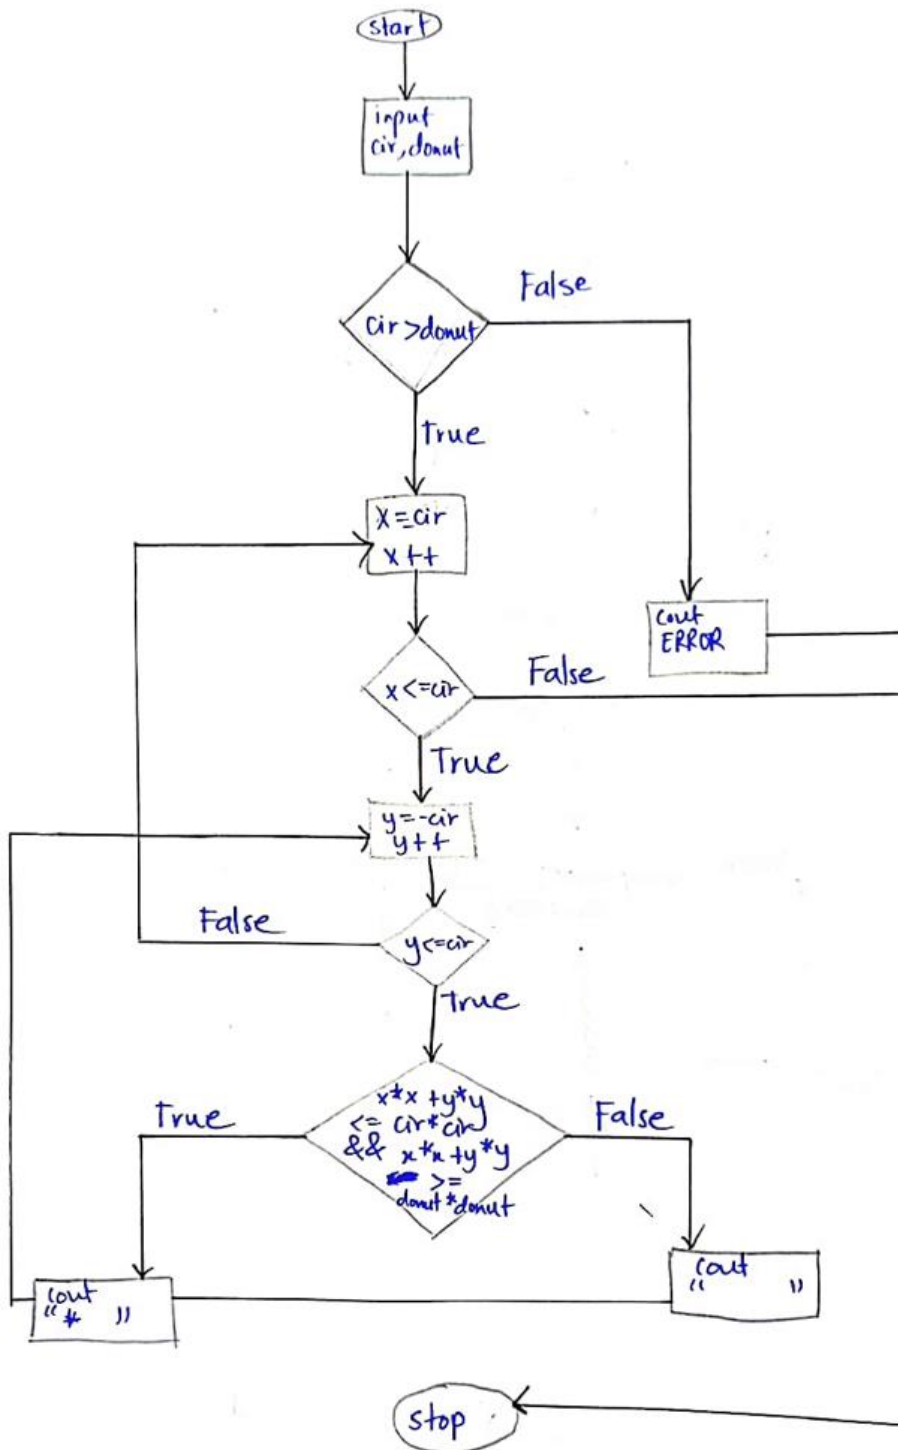 start
input
cir, donut
cir>donut
False
True
x=cir
x++
cout
ERROR
x<=cir
False
True
y=-cir
y++
False
y<=cir
True
x*x+y*y
<= cir*cir
&& x*x+y*y
>=
donut*donut
True
False
cout
"* "
cout
" "
stop